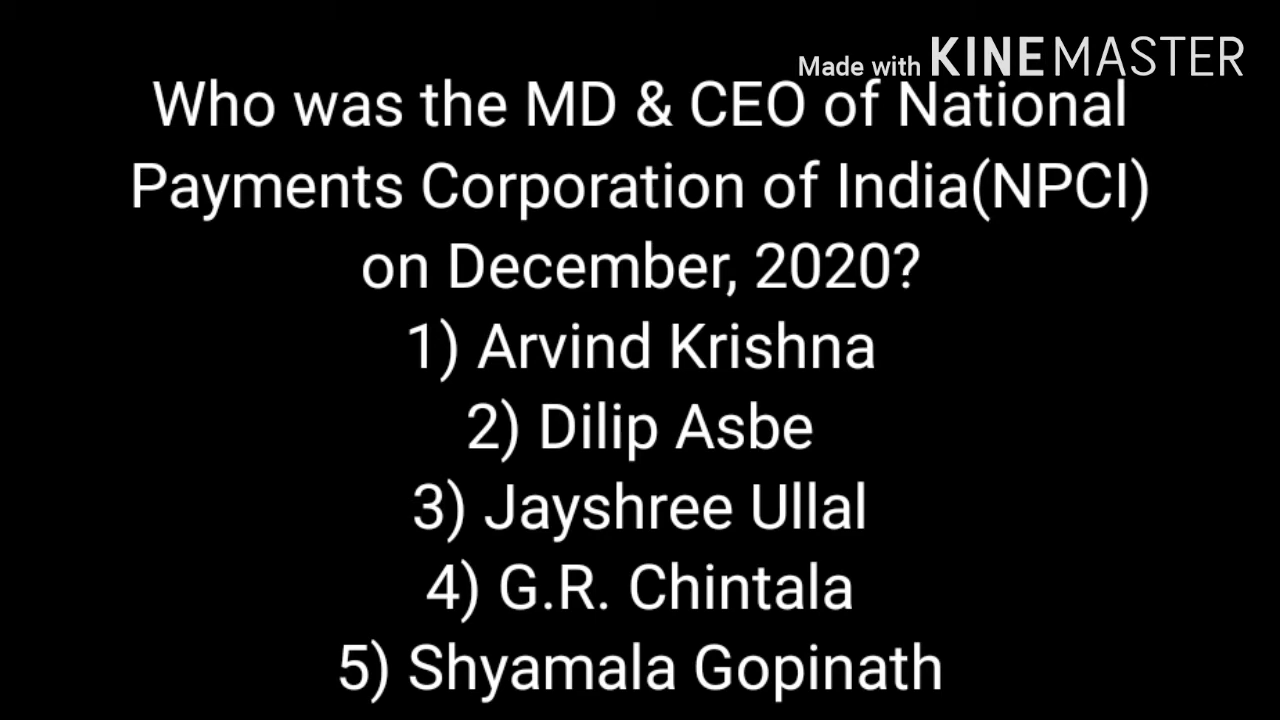 Made with KINEMASTER
Who was the MD & CEO of National
Payments Corporation of India(NPCI)
on December, 2020?
1) Arvind Krishna
2) Dilip Asbe
3) Jayshree Ullal
4) G.R. Chintala
5) Shyamala Gopinath